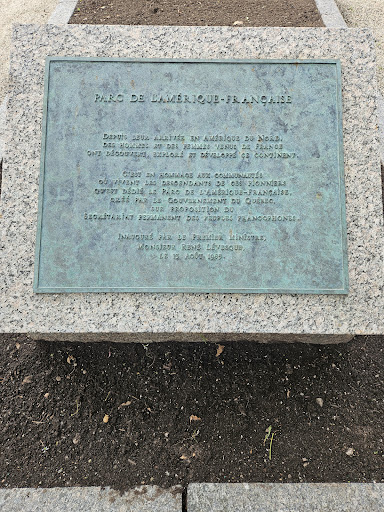 PARC DE L'AMÉRIQUE-FRANÇAISE
DEPUIS LEUR ARRIVÉE EN AMÉRIQUE DU NORD,
DES HOMMES ET DES FEMMES VENUS DE FRANCE
ONT DÉCOUVERT, EXPLORÉ ET DÉVELOPPÉ CE CONTINENT.
C'EST EN HOMMAGE AUX COMMUNAUTÉS
OÙ VIVENT LES DESCENDANTS DE CES PIONNIERS
QU'EST DÉDIÉ LE PARC DE L'AMÉRIQUE-FRANÇAISE,
CRÉÉ PAR LE GOUVERNEMENT DU QUÉBEC,
SUR PROPOSITION DU
SECRÉTARIAT PERMANENT DES PEUPLES FRANCOPHONES.
INAUGURÉ PAR LE PREMIER MINISTRE,
MONSIEUR RENÉ LÉVESQUE,
LE 15 AOÛT 1985